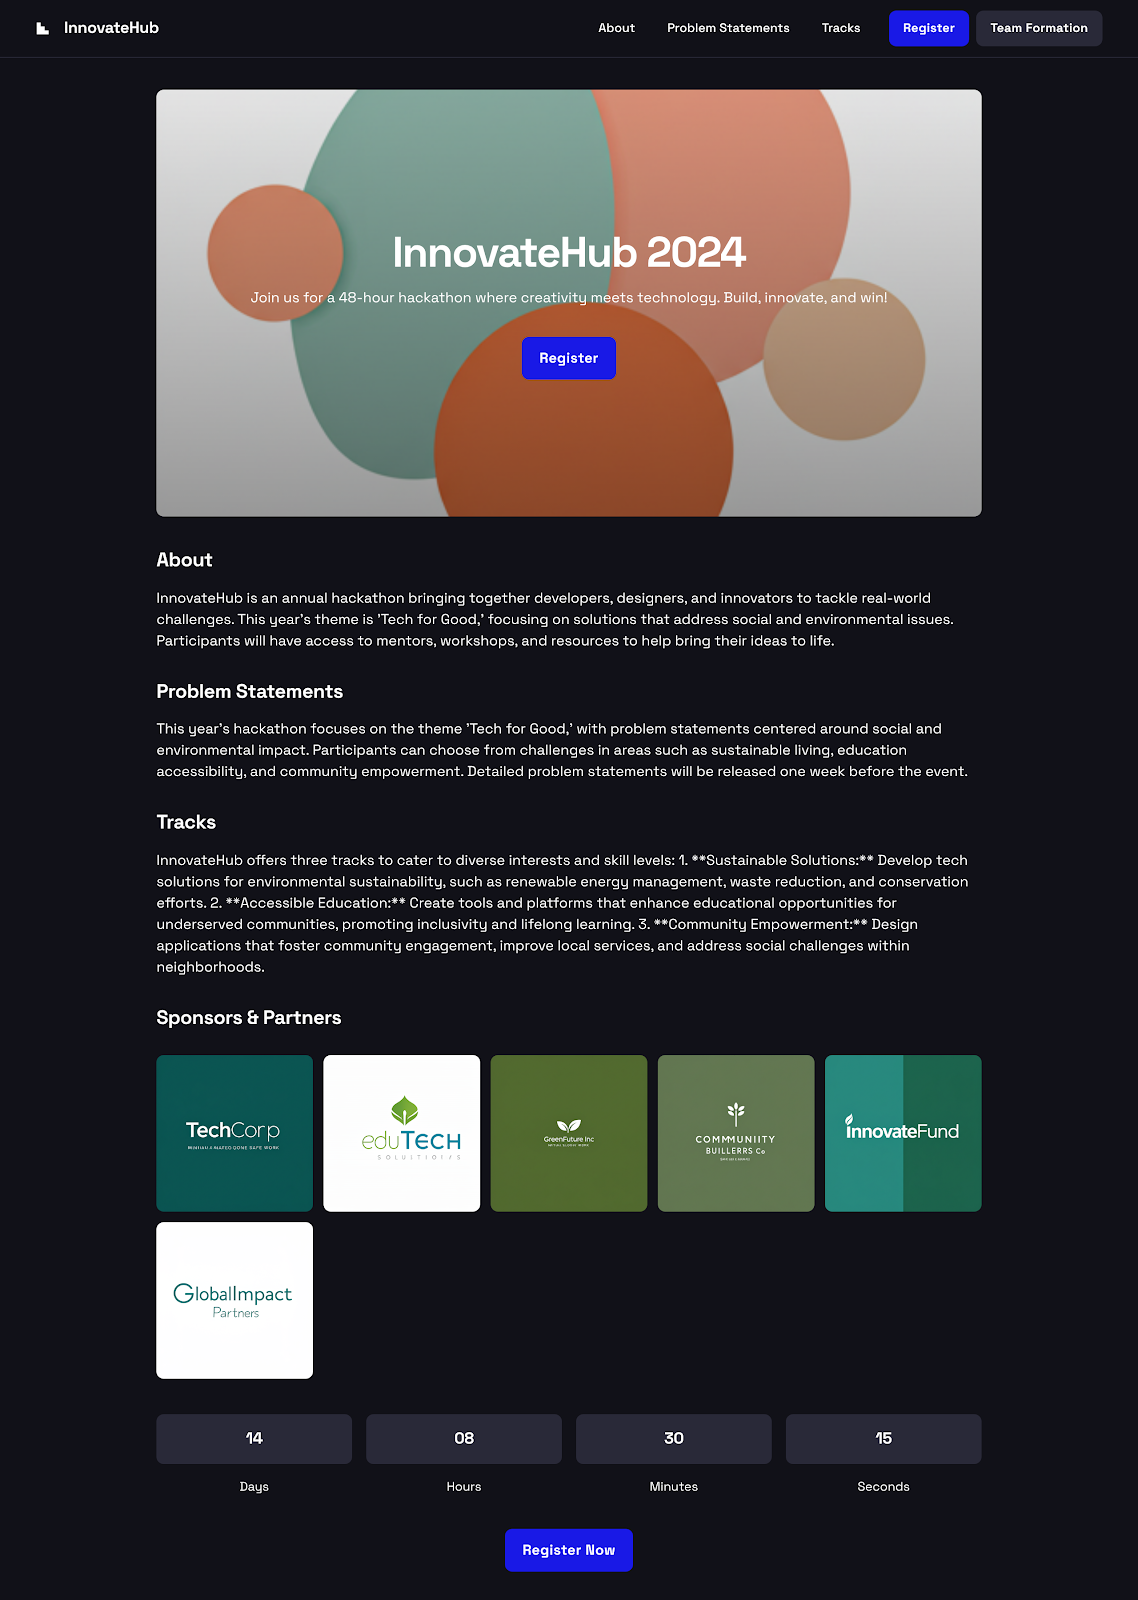 InnovateHub
About
Problem Statements
Tracks
Register
Team Formation
InnovateHub 2024
Join us for a 48-hour hackathon where creativity meets technology. Build, innovate, and win!
Register
About
InnovateHub is an annual hackathon bringing together developers, designers, and innovators to tackle real-world
challenges. This year's theme is 'Tech for Good,' focusing on solutions that address social and environmental issues.
Participants will have access to mentors, workshops, and resources to help bring their ideas to life.
Problem Statements
This year's hackathon focuses on the theme 'Tech for Good,' with problem statements centered around social and
environmental impact. Participants can choose from challenges in areas such as sustainable living, education
accessibility, and community empowerment. Detailed problem statements will be released one week before the event.
Tracks
InnovateHub offers three tracks to cater to diverse interests and skill levels: 1. **Sustainable Solutions:** Develop tech
solutions for environmental sustainability, such as renewable energy management, waste reduction, and conservation
efforts. 2. **Accessible Education:** Create tools and platforms that enhance educational opportunities for
underserved communities, promoting inclusivity and lifelong learning. 3. **Community Empowerment:** Design
applications that foster community engagement, improve local services, and address social challenges within
neighborhoods.
Sponsors & Partners
TechCorp
eduTECH
GreenFuture Inc
COMMMUNIITY
BUILLERRS Co
innovateFund
GlobalImpact
Partners
14
08
30
15
Days
Hours
Minutes
Seconds
Register Now